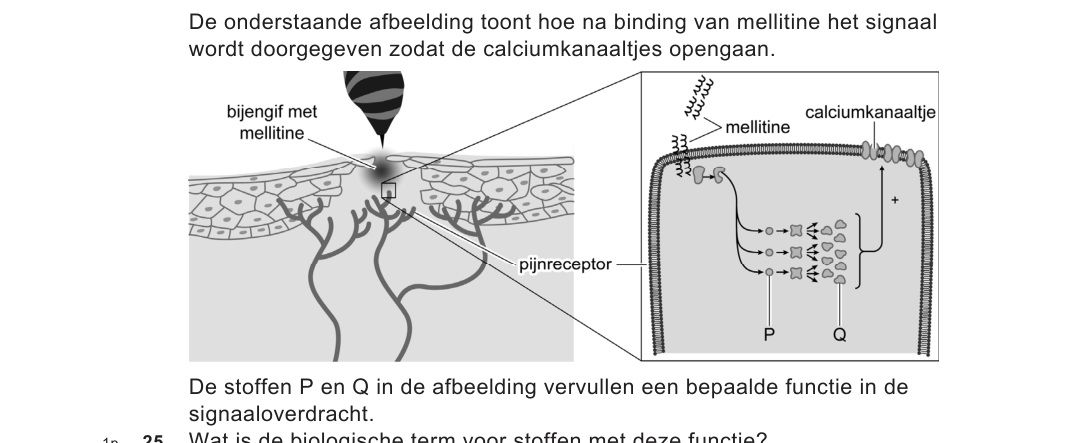 De onderstaande afbeelding toont hoe na binding van mellitine het signaal
wordt doorgegeven zodat de calciumkanaaltjes opengaan.
bijengif met
mellitine
calciumkanaaltje
mellitine
+
pijnreceptor
P
Q
De stoffen P en Q in de afbeelding vervullen een bepaalde functie in de
signaaloverdracht.
1p 25 Wat is de biologische term voor stoffen met deze functie?